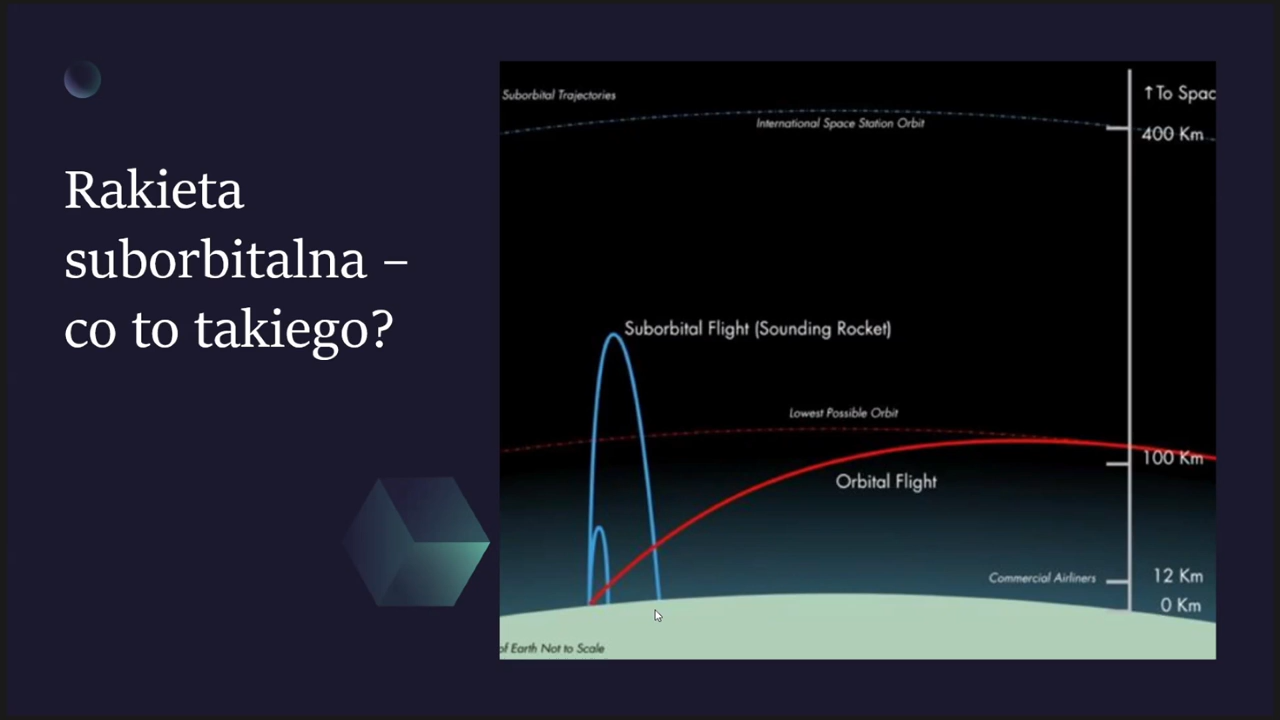 Rakieta
suborbitalna –
co to takiego?
Suborbital Trajectories
↑To Spac
International Space Station Orbit
400 Km
Suborbital Flight (Sounding Rocket)
Lowest Possible Orbit
100 Km
Orbital Flight
Commercial Airliners
12 Km
0 Km
of Earth Not to Scale